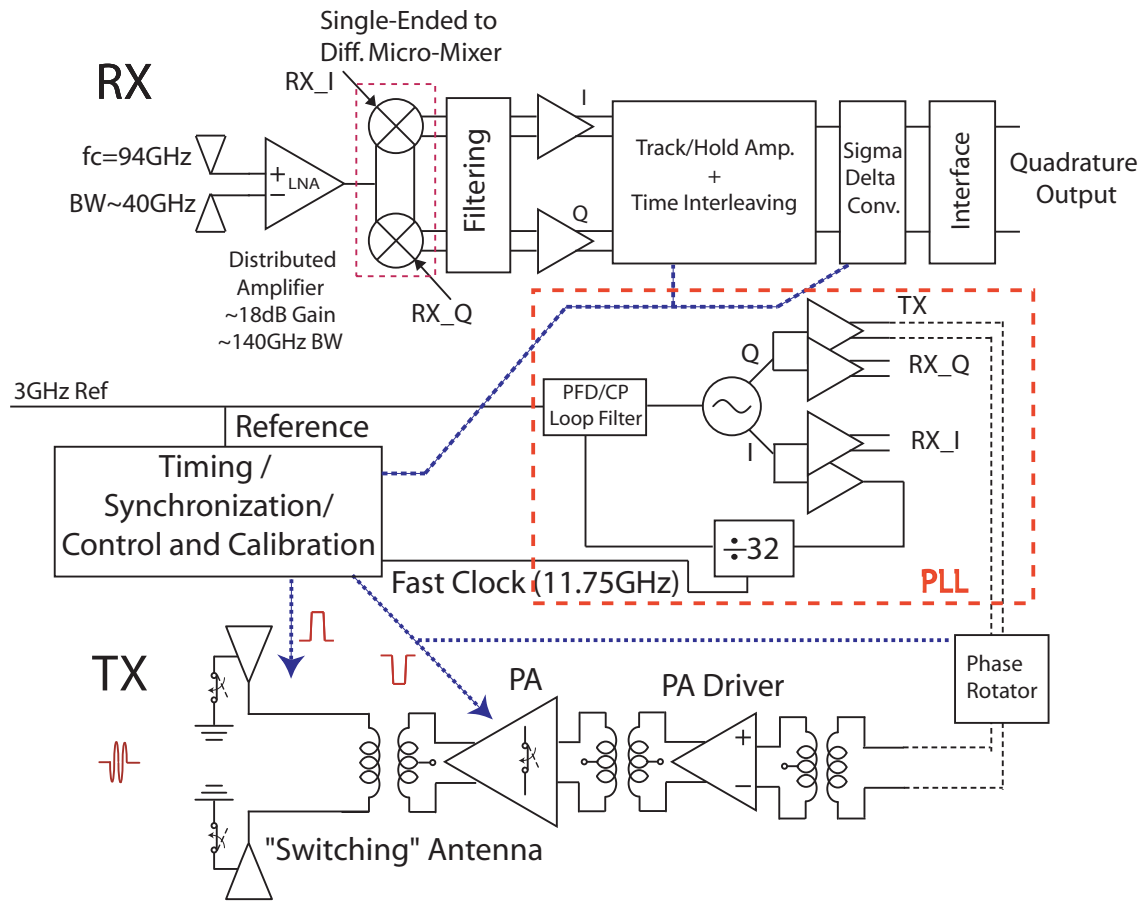 Single-Ended to
Diff. Micro-Mixer
RX
RX_I
fc=94GHz
BW~40GHz
+
−
LNA
Distributed
Amplifier
~18dB Gain
~140GHz BW
RX_Q
Filtering
I
Q
Track/Hold Amp.
+
Time Interleaving
Sigma
Delta
Conv.
Interface
Quadrature
Output
3GHz Ref
Reference
Timing /
Synchronization/
Control and Calibration
PFD/CP
Loop Filter
Q
I
TX
RX_Q
RX_I
÷32
Fast Clock (11.75GHz)
PLL
TX
PA
PA Driver
+
−
Phase
Rotator
"Switching" Antenna